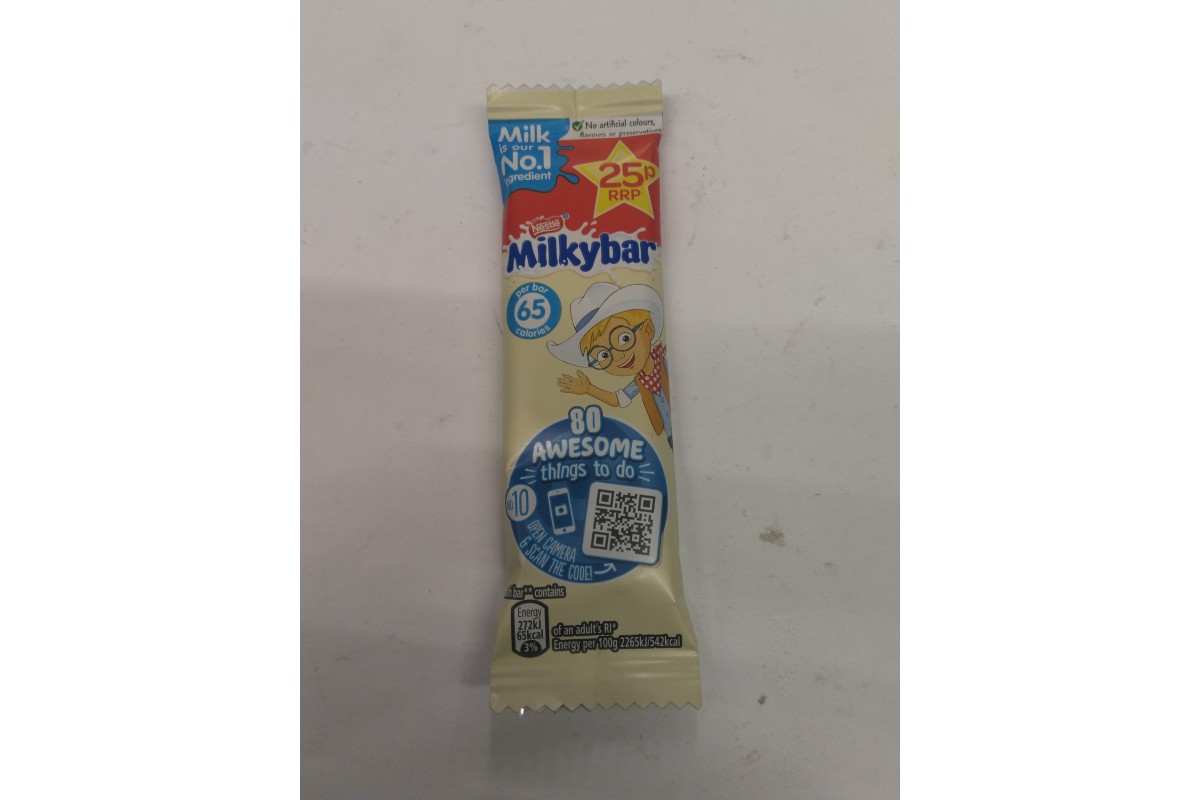 Milk
is our
No.1
ingredient
No artificial colours,
flavours or preservatives
25p
RRP
Nestlé
Milkybar
per bar
65
calories
80
AWESOME
things to do
NO.10
OPEN CAMERA
& SCAN THE CODE!
bar** contains
Energy
272kJ
65kcal
3%
of an adult's RI*
Energy per 100g 2265kJ/542kcal